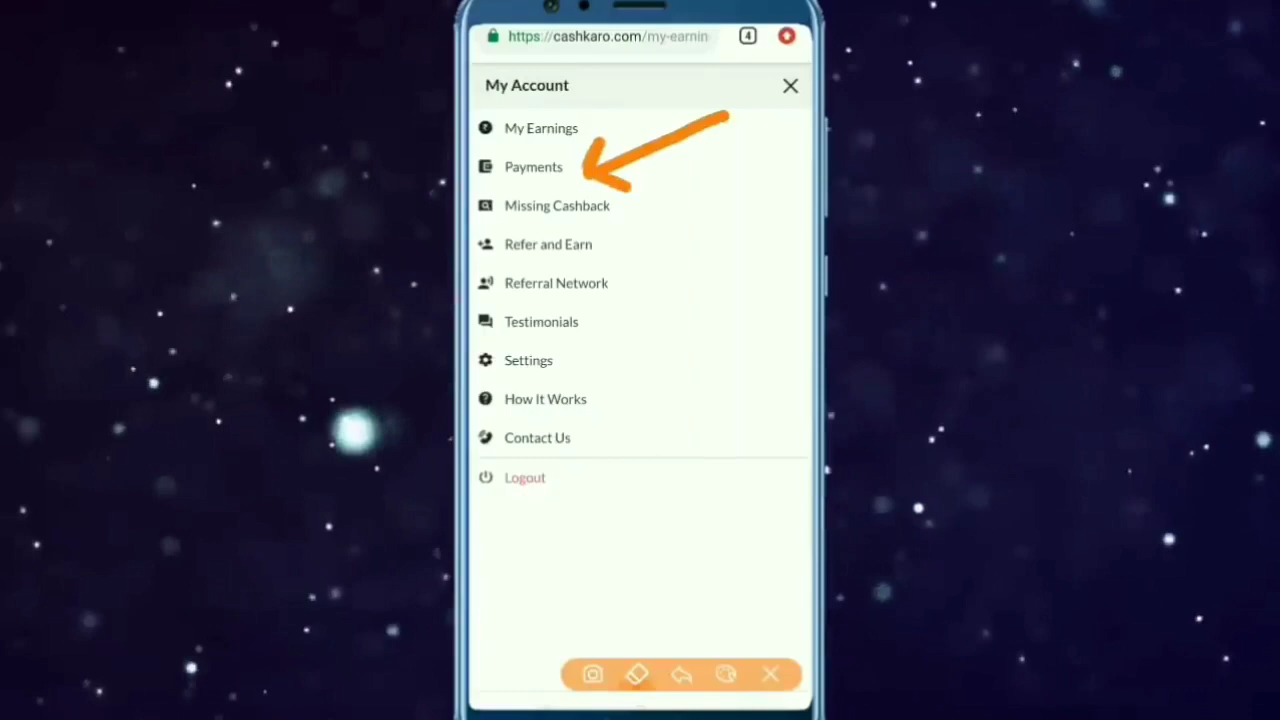 https://cashkaro.com/my-earnin
4
My Account
My Earnings
Payments
Missing Cashback
Refer and Earn
Referral Network
Testimonials
Settings
How It Works
Contact Us
Logout